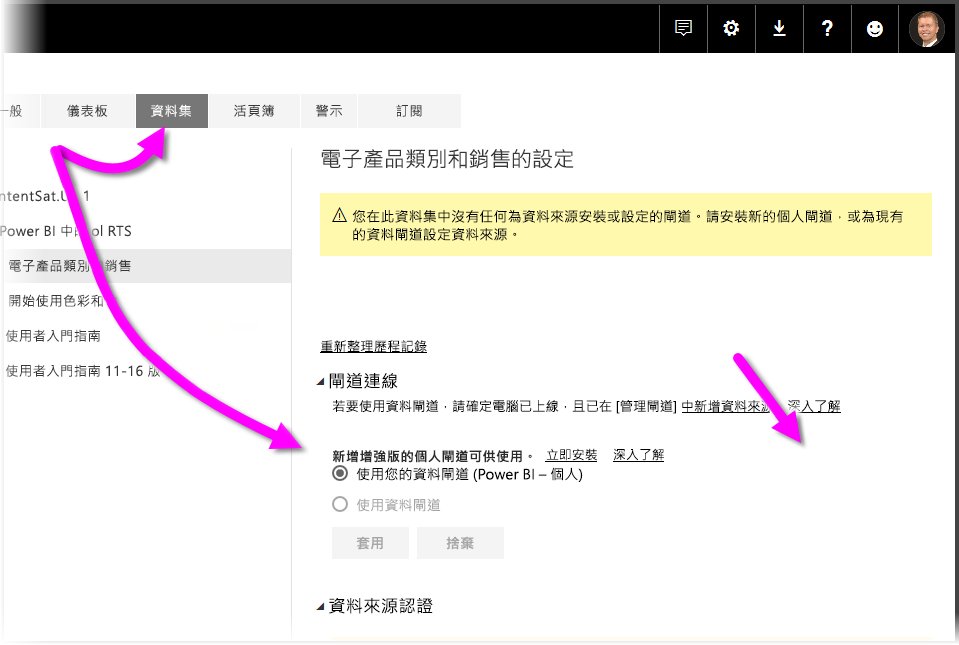 一般 儀表板 資料集 活頁簿 警示 訂閱
電子產品類別和銷售的設定
⚠ 您在此資料集中沒有任何為資料來源安裝或設定的閘道。請安裝新的個人閘道，或為現有
的資料閘道設定資料來源。
ntentSat.U 1
Power BI 中 ol RTS
電子產品類別 銷售
開始使用色彩和
使用者入門指南
使用者入門指南 11-16 版
重新整理歷程記錄
閘道連線
若要使用資料閘道，請確定電腦已上線，且已在 [管理閘道] 中新增資料來源 深入了解
新增增強版的個人閘道可供使用。 立即安裝 深入了解
使用您的資料閘道 (Power BI – 個人)
使用資料閘道
套用 捨棄
資料來源認證